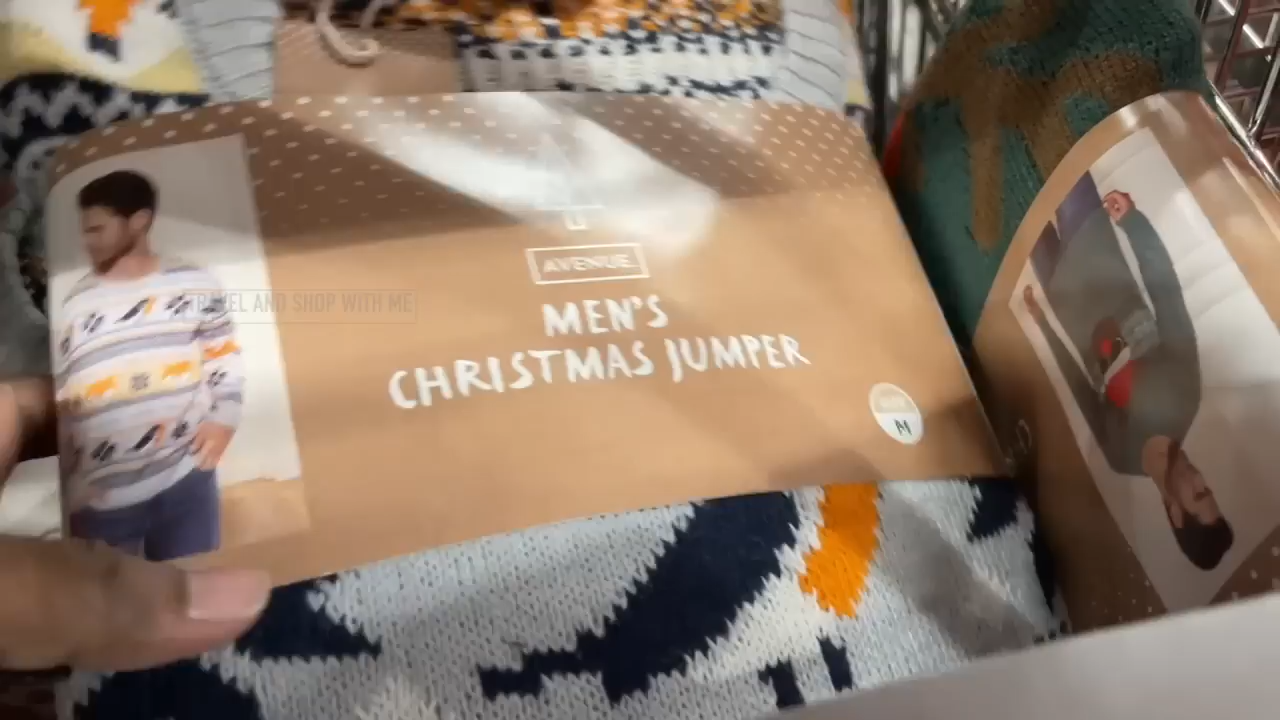 AVENUE
TRAVEL AND SHOP WITH ME
MEN'S
CHRISTMAS JUMPER
M